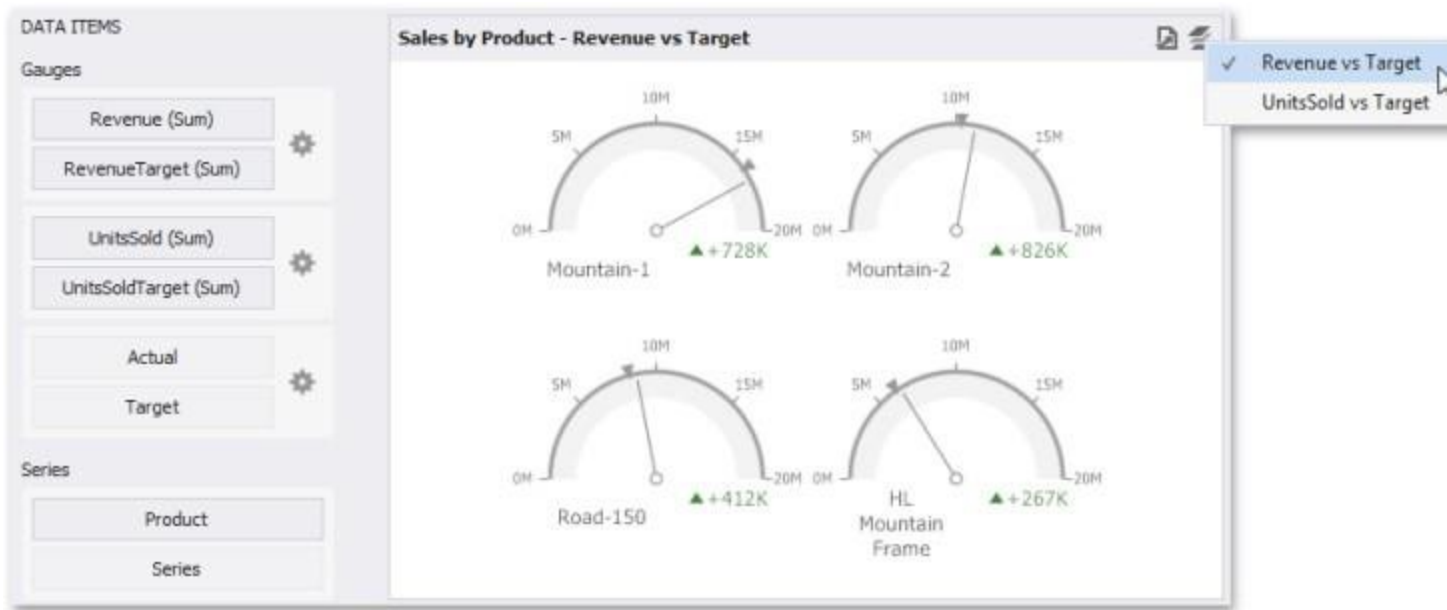 DATA ITEMS
Gauges
Revenue (Sum)
RevenueTarget (Sum)
UnitsSold (Sum)
UnitsSoldTarget (Sum)
Actual
Target
Series
Product
Series
Sales by Product - Revenue vs Target
Revenue vs Target
UnitsSold vs Target
0M 5M 10M 15M 20M
+728K
Mountain-1
0M 5M 10M 15M 20M
+826K
Mountain-2
0M 5M 10M 15M 20M
+412K
Road-150
0M 5M 10M 15M 20M
+267K
HL
Mountain
Frame